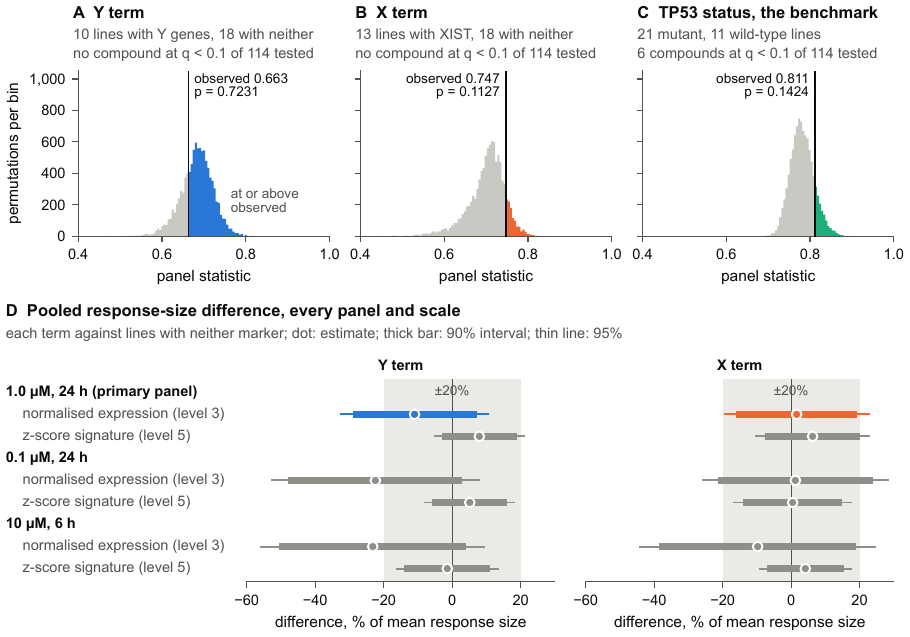 A Y term
10 lines with Y genes, 18 with neither
no compound at q < 0.1 of 114 tested
B X term
13 lines with XIST, 18 with neither
no compound at q < 0.1 of 114 tested
C TP53 status, the benchmark
21 mutant, 11 wild-type lines
6 compounds at q < 0.1 of 114 tested
permutations per bin
1,000
800
600
400
200
0
observed 0.663
p = 0.7231
at or above
observed
0.4 0.6 0.8 1.0
panel statistic
observed 0.747
p = 0.1127
0.4 0.6 0.8 1.0
panel statistic
observed 0.811
p = 0.1424
0.4 0.6 0.8 1.0
panel statistic
D Pooled response-size difference, every panel and scale
each term against lines with neither marker; dot: estimate; thick bar: 90% interval; thin line: 95%
Y term
X term
±20%
±20%
1.0 µM, 24 h (primary panel)
normalised expression (level 3)
z-score signature (level 5)
0.1 µM, 24 h
normalised expression (level 3)
z-score signature (level 5)
10 µM, 6 h
normalised expression (level 3)
z-score signature (level 5)
−60 −40 −20 0 20
difference, % of mean response size
−60 −40 −20 0 20
difference, % of mean response size